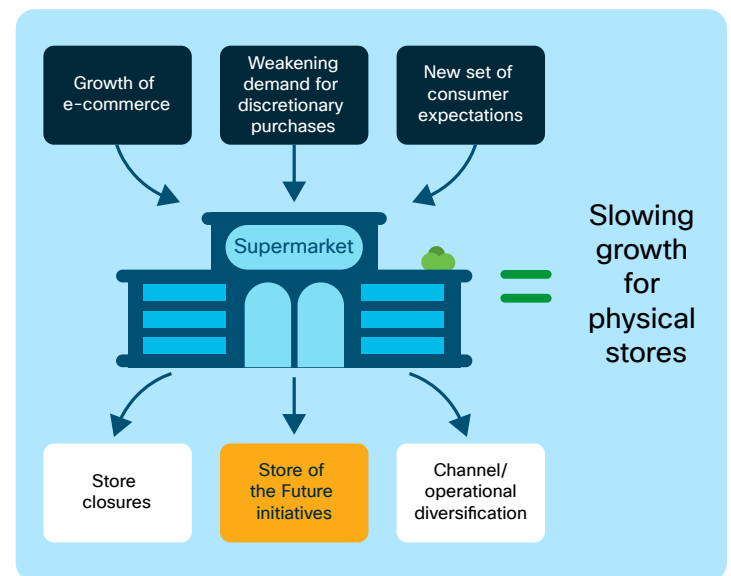 Growth of
e-commerce
Weakening
demand for
discretionary
purchases
New set of
consumer
expectations
Supermarket
=
Slowing
growth
for
physical
stores
Store
closures
Store of
the Future
initiatives
Channel/
operational
diversification